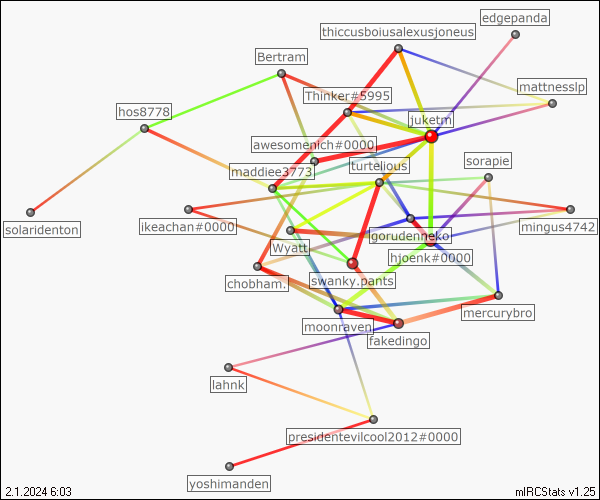 edgepanda
thiccusboiusalexusjoneus
Bertram
mattnesslp
Thinker#5995
hos8778
juketm
awesomenich#0000
sorapie
turtelious
maddiee3773
solaridenton
ikeachan#0000
mingus4742
gorudenneko
Wyatt
hjoenk#0000
swanky.pants
chobham.
mercurybro
moonraven
fakedingo
lahnk
presidentevilcool2012#0000
yoshimanden
2.1.2024 6:03
mIRCStats v1.25